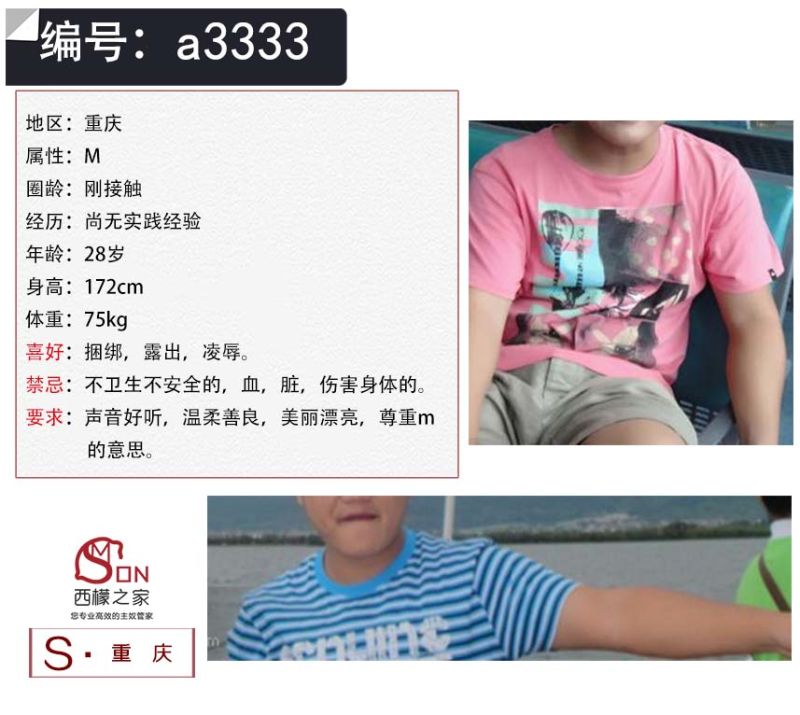 编号：a3333
地区：重庆
属性：M
圈龄：刚接触
经历：尚无实践经验
年龄：28岁
身高：172cm
体重：75kg
喜好：捆绑，露出，凌辱。
禁忌：不卫生不安全的，血，脏，伤害身体的。
要求：声音好听，温柔善良，美丽漂亮，尊重m
的意思。
SMON
西檬之家
您专业高效的主奴管家
S·重庆